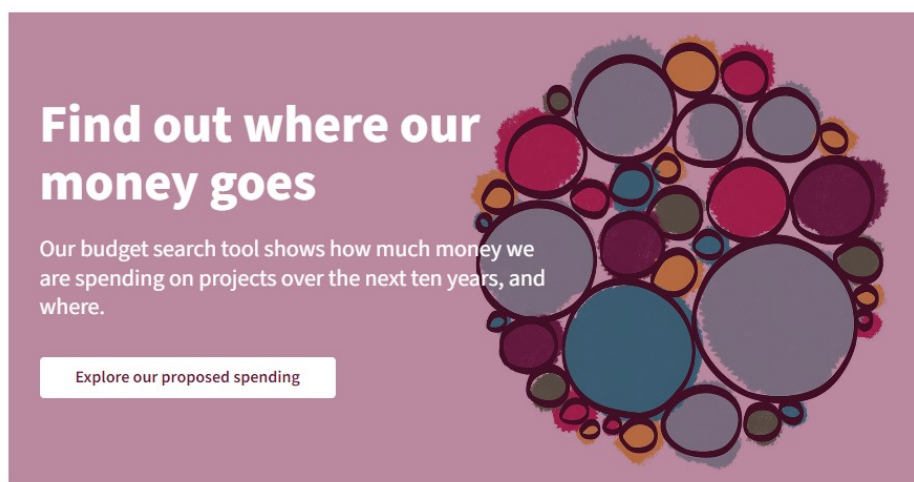 Find out where our
money goes
Our budget search tool shows how much money we
are spending on projects over the next ten years, and
where.
Explore our proposed spending